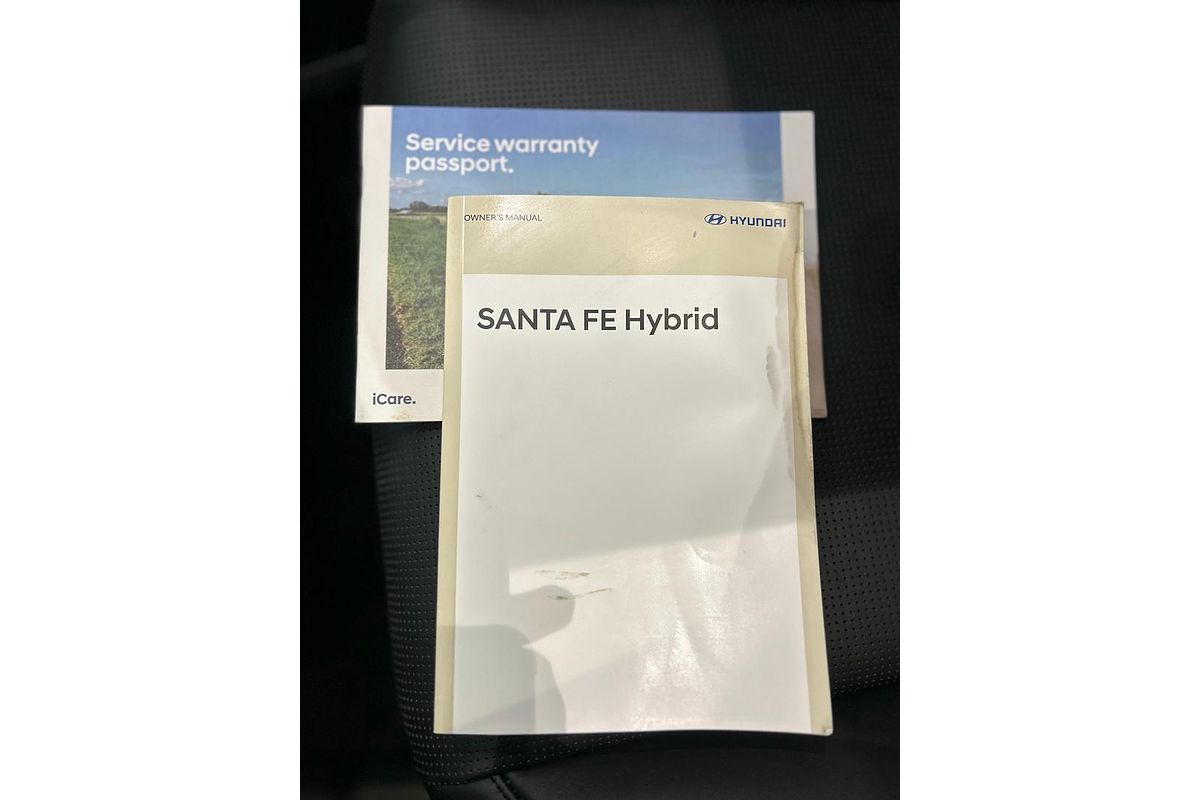 Service warranty
passport.
OWNER'S MANUAL
HYUNDAI
SANTA FE Hybrid
iCare.